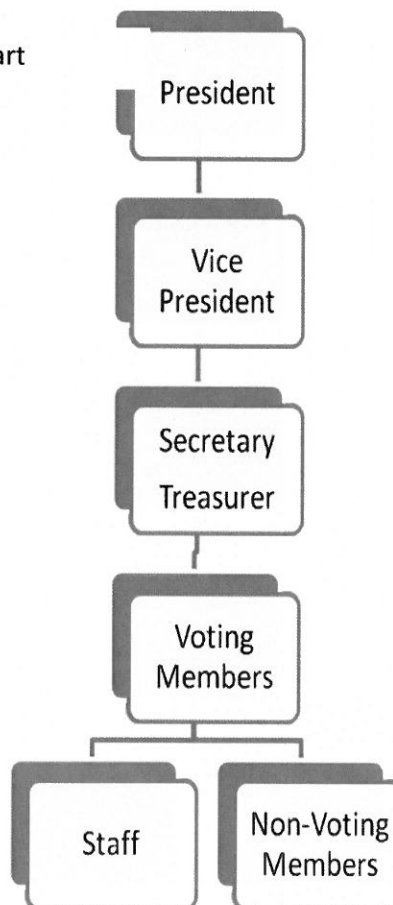 art
President
Vice
President
Secretary
Treasurer
Voting
Members
Staff
Non-Voting
Members